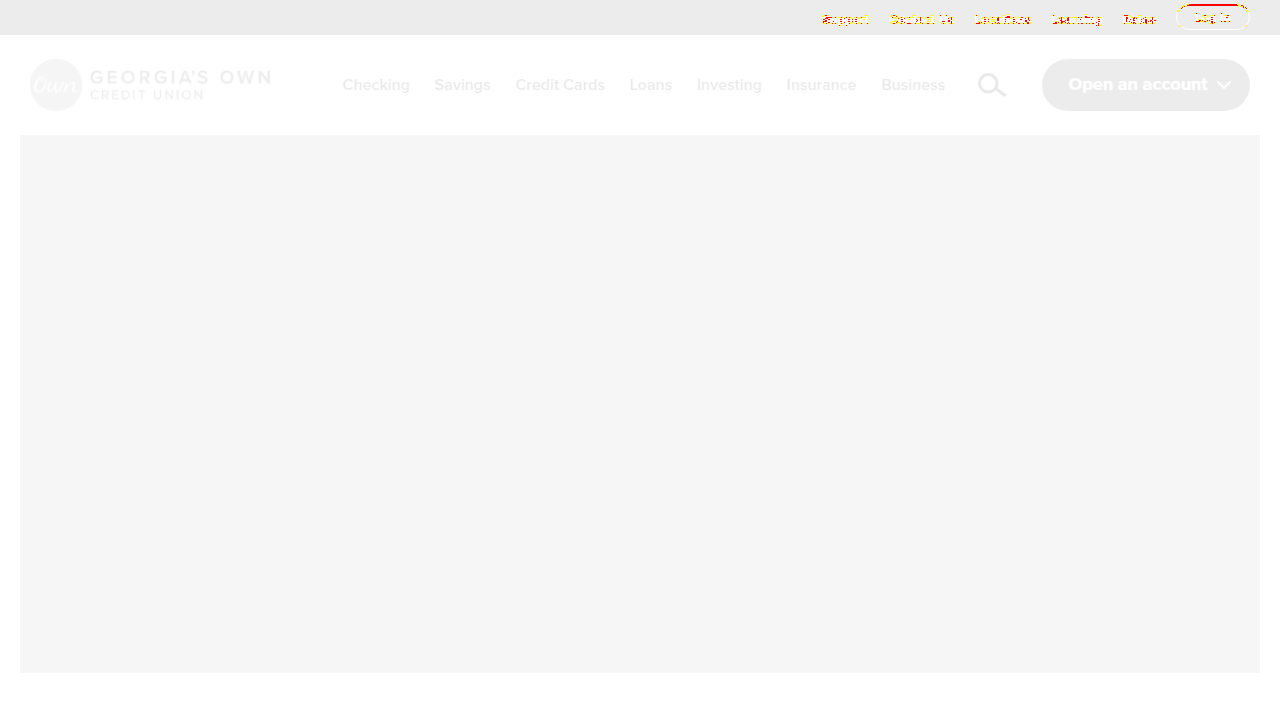 Support Contact Us Locations Learning News Log In
Own GEORGIA'S OWN
CREDIT UNION
Checking Savings Credit Cards Loans Investing Insurance Business
Open an account